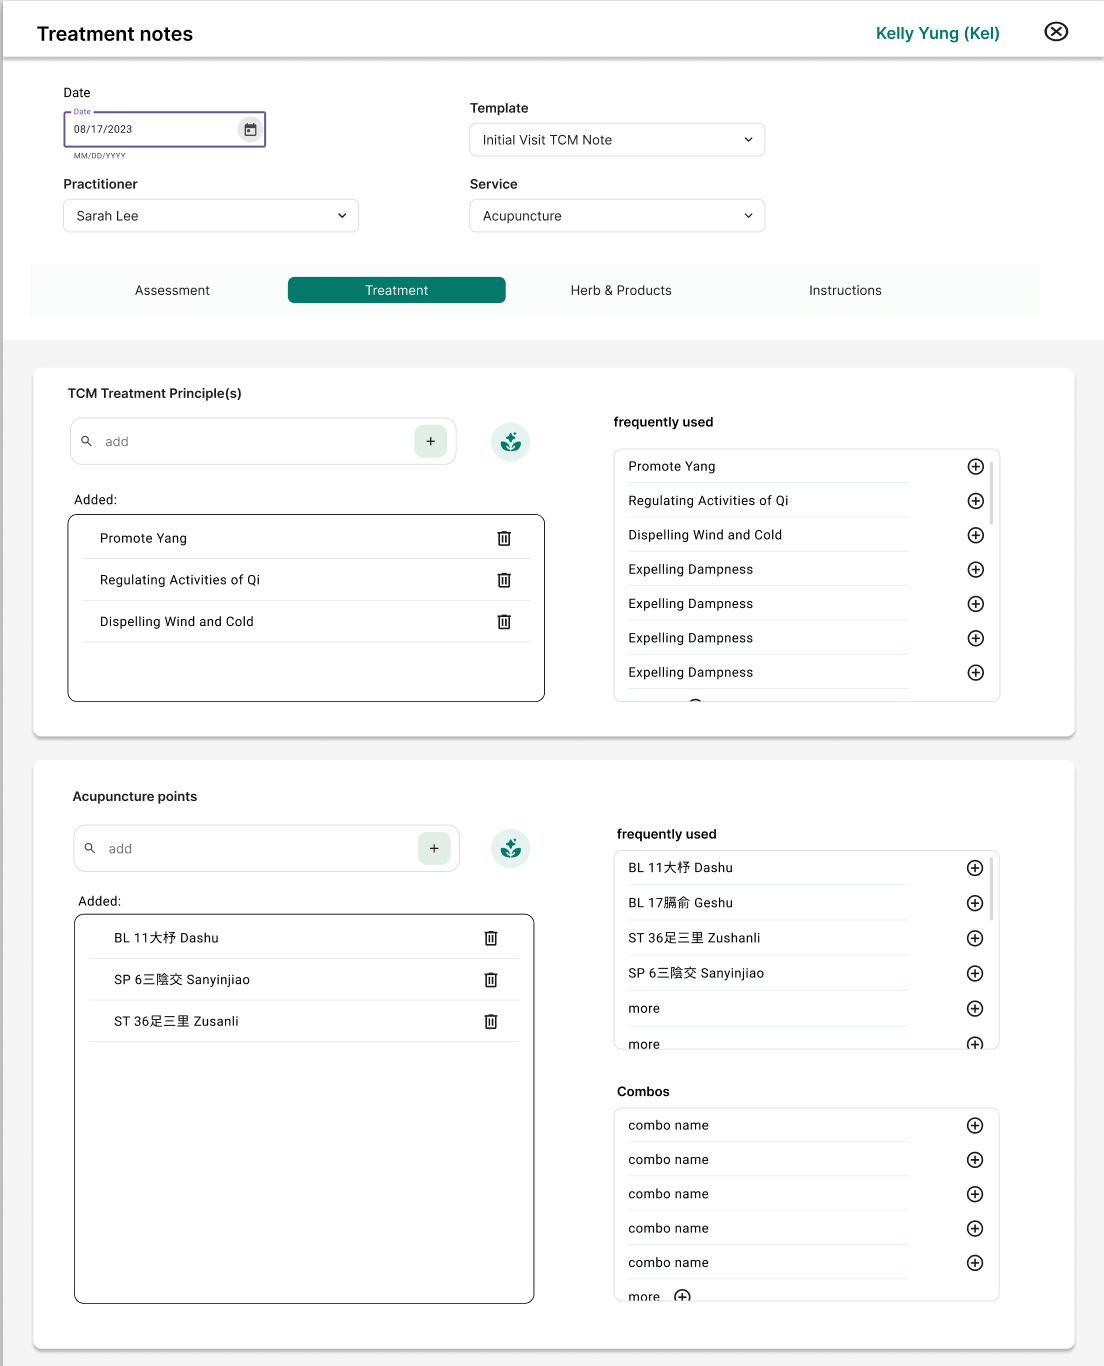 Treatment notes
Kelly Yung (Kel)
Date
Date
08/17/2023
MM/DD/YYYY
Template
Initial Visit TCM Note
Practitioner
Sarah Lee
Service
Acupuncture
Assessment
Treatment
Herb & Products
Instructions
TCM Treatment Principle(s)
add
+
Added:
Promote Yang
Regulating Activities of Qi
Dispelling Wind and Cold
frequently used
Promote Yang
Regulating Activities of Qi
Dispelling Wind and Cold
Expelling Dampness
Expelling Dampness
Expelling Dampness
Expelling Dampness
Acupuncture points
add
+
Added:
BL 11大杼 Dashu
SP 6三陰交 Sanyinjiao
ST 36足三里 Zusanli
frequently used
BL 11大杼 Dashu
BL 17膈俞 Geshu
ST 36足三里 Zushanli
SP 6三陰交 Sanyinjiao
more
more
Combos
combo name
combo name
combo name
combo name
combo name
more